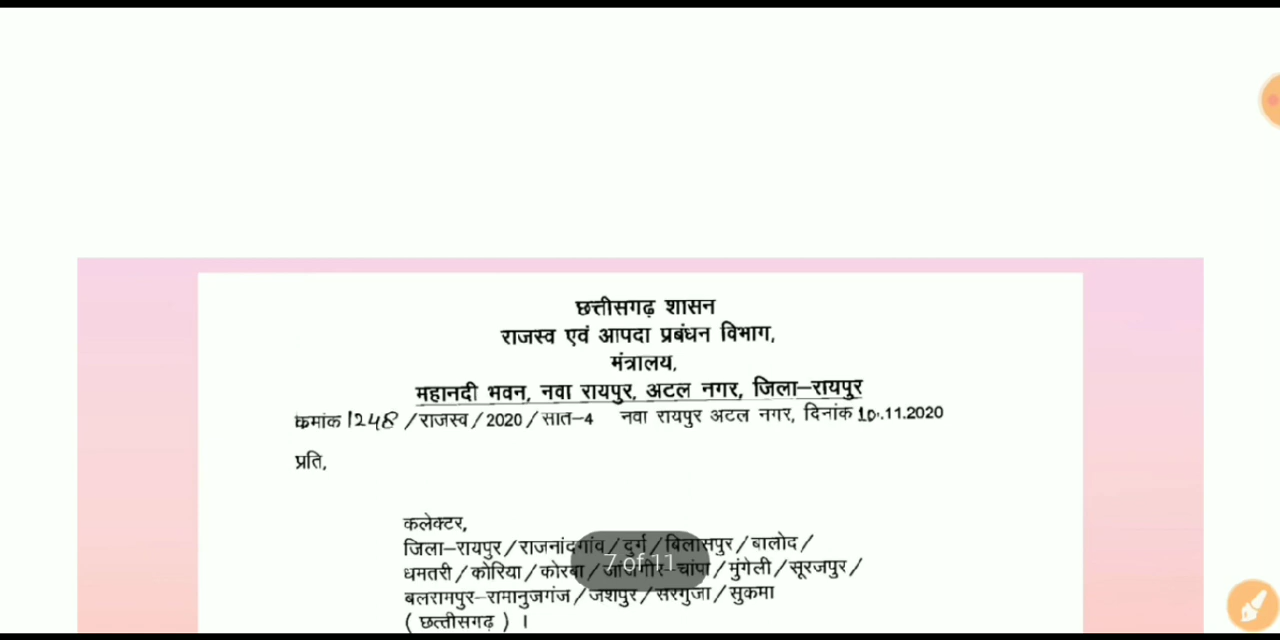 छत्तीसगढ़ शासन
राजस्व एवं आपदा प्रबंधन विभाग,
मंत्रालय,
महानदी भवन, नवा रायपुर, अटल नगर, जिला–रायपुर
क्रमांक 1248 /राजस्व/2020/सात–4 नवा रायपुर अटल नगर, दिनांक 10.11.2020
प्रति,
कलेक्टर,
जिला–रायपुर/राजनांदगांव/दुर्ग/बिलासपुर/बालोद/
धमतरी/कोरिया/कोरबा/जांजगीर–चांपा/मुंगेली/सूरजपुर/
7 of 11
बलरामपुर–रामानुजगंज/जशपुर/सरगुजा/सुकमा
(छत्तीसगढ़)।